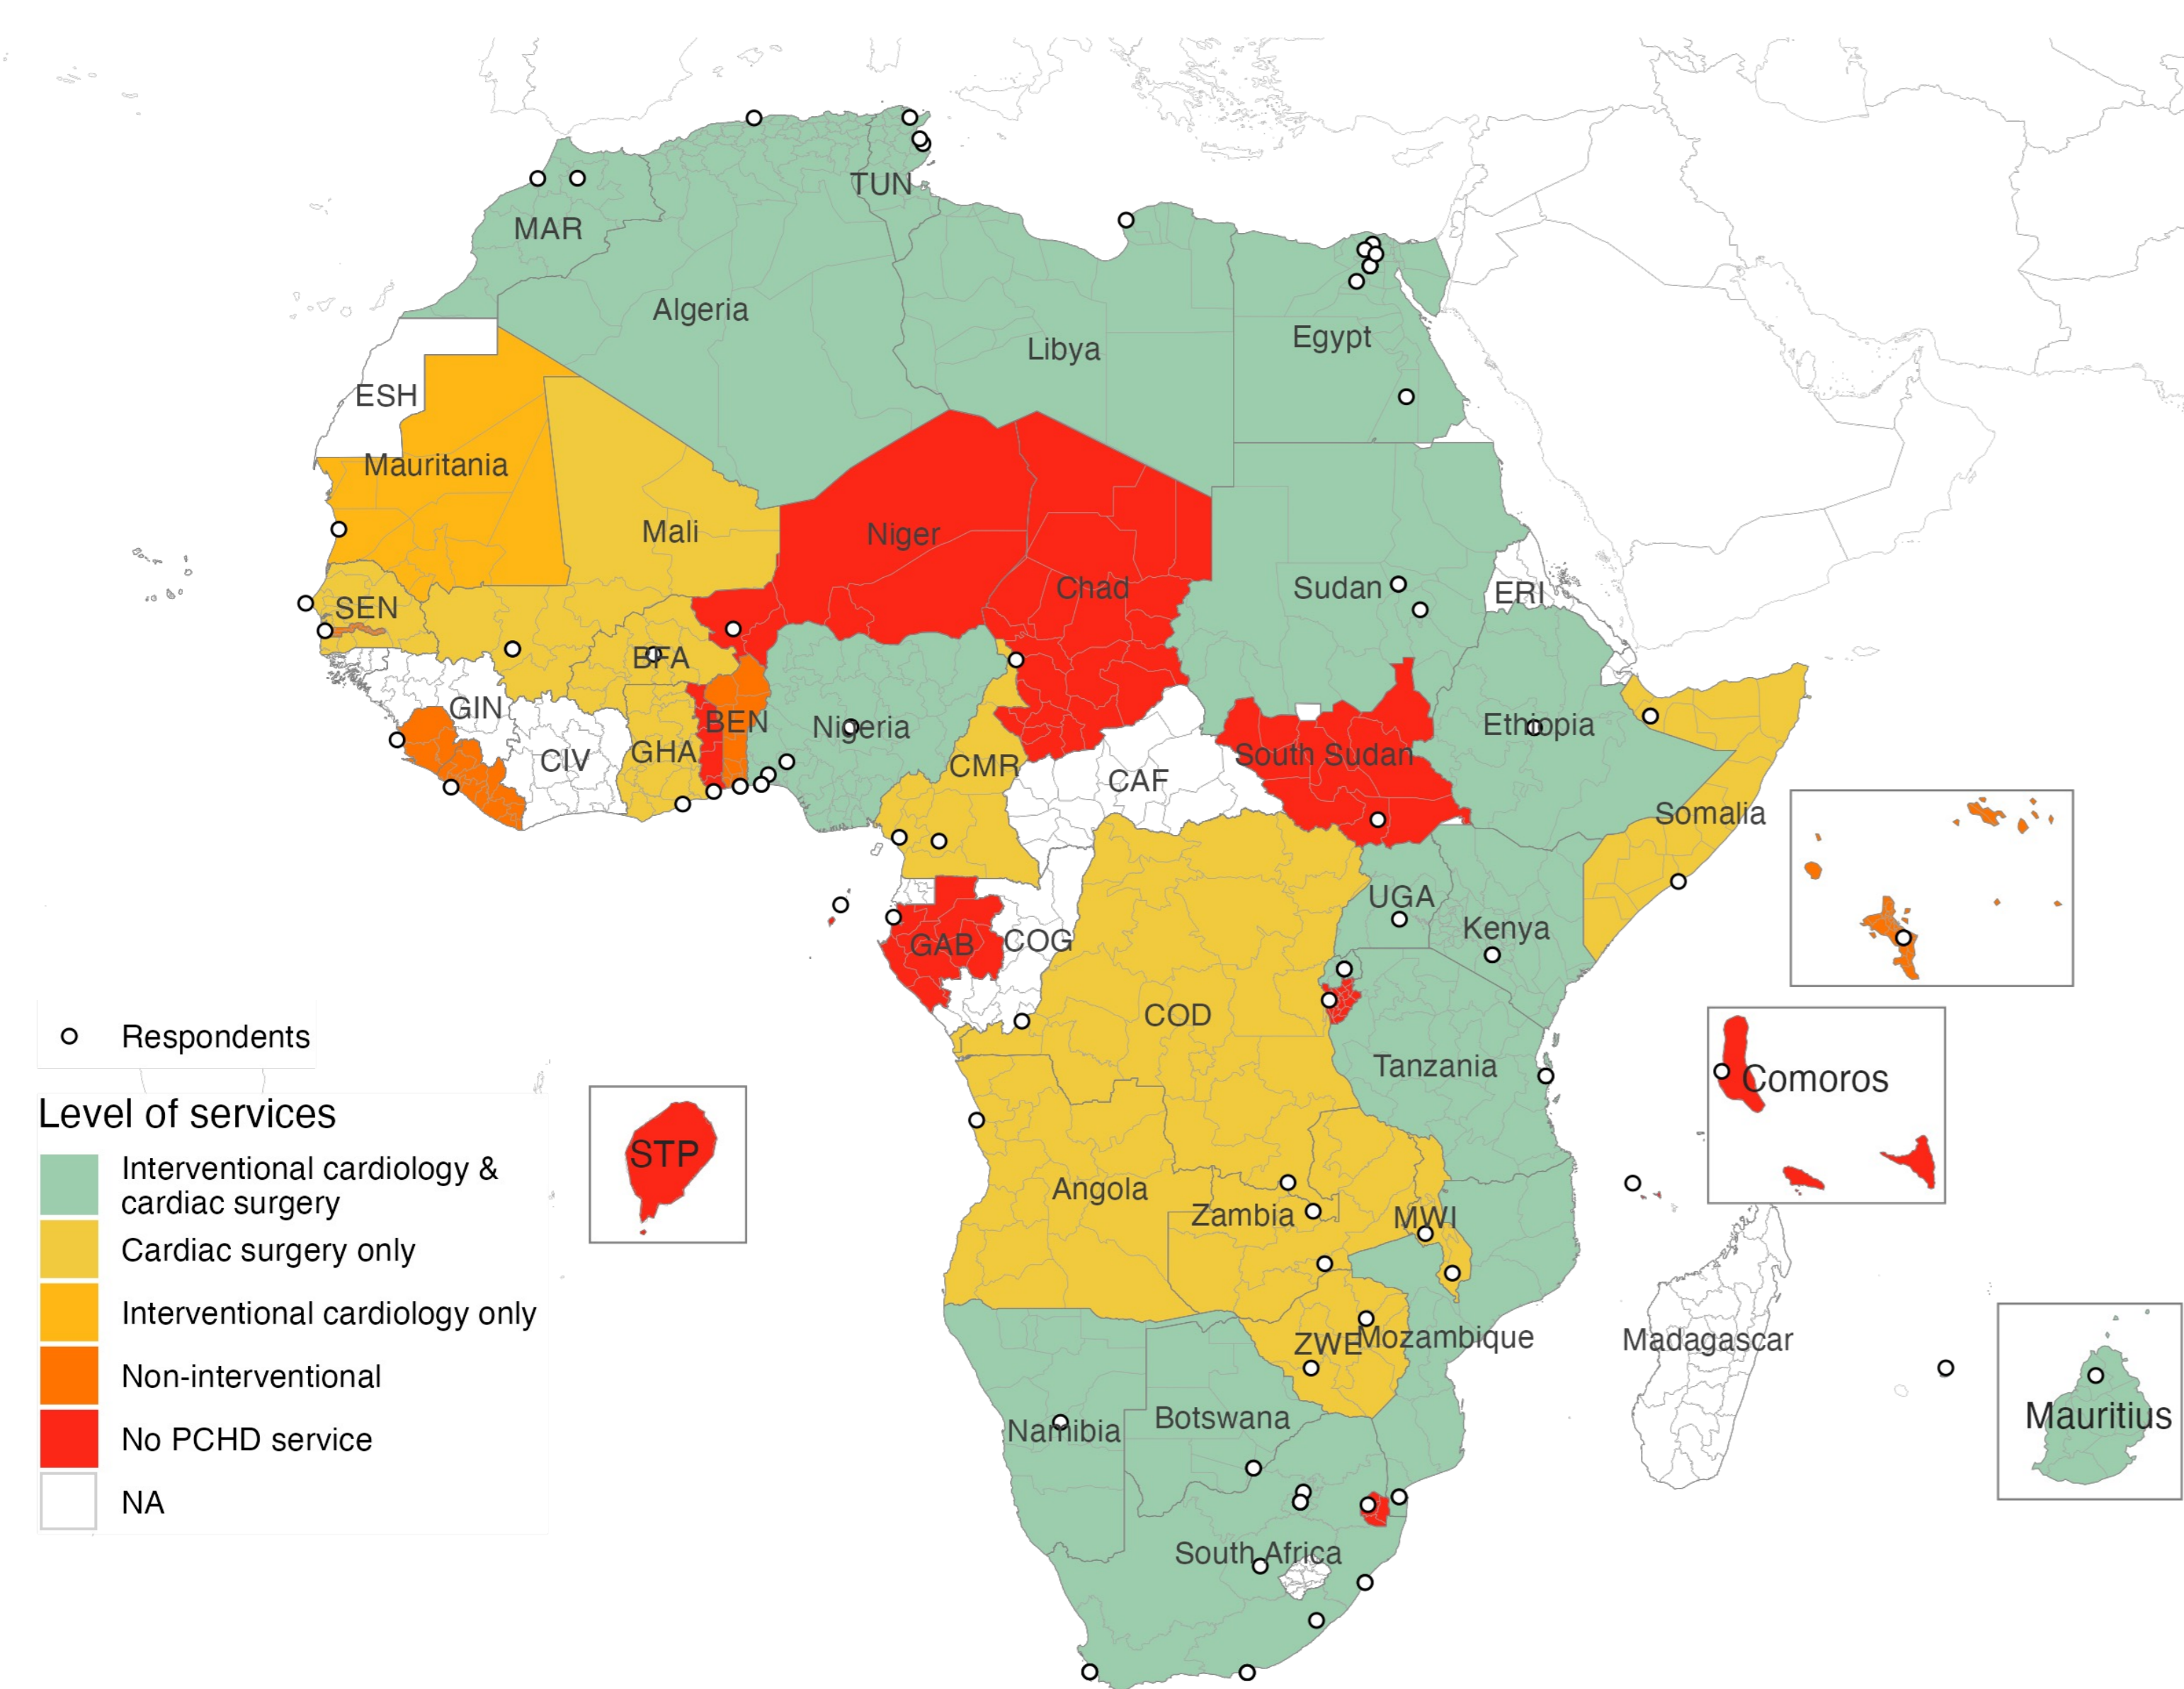 TUN
MAR
Algeria
Libya
Egypt
ESH
Mauritania
Mali
Niger
Chad
Sudan
ERI
SEN
BFA
GIN
BEN
Nigeria
Ethiopia
CIV
GHA
CMR
CAF
South Sudan
Somalia
UGA
Kenya
GAB
COG
COD
Tanzania
Comoros
STP
Angola
Zambia
MWI
ZWE
Mozambique
Madagascar
Namibia
Botswana
Mauritius
South Africa
Respondents
Level of services
Interventional cardiology &
cardiac surgery
Cardiac surgery only
Interventional cardiology only
Non-interventional
No PCHD service
NA